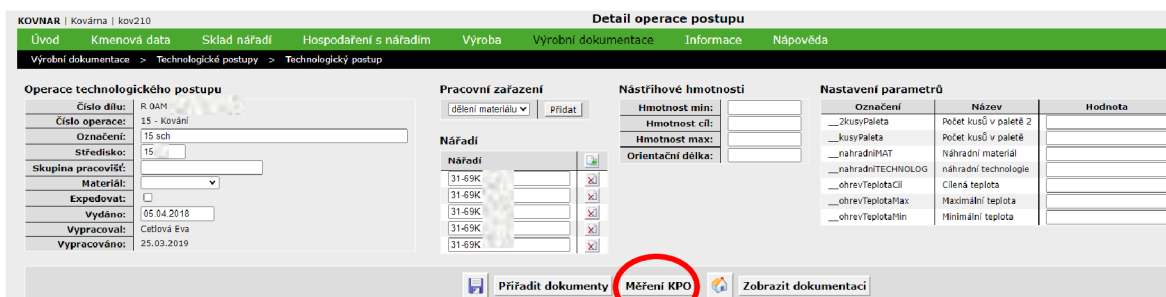 KOVNAR | Kovárna | kov210
Detail operace postupu
Úvod Kmenová data Sklad nářadí Hospodaření s nářadím Výroba Výrobní dokumentace Informace Nápověda
Výrobní dokumentace > Technologické postupy > Technologický postup
Operace technologického postupu
Číslo dílu: R 0AM
Číslo operace: 15 - Kování
Označení: 15 sch
Středisko: 15
Skupina pracovišť:
Materiál:
Expedovat:
Vydáno: 05.04.2018
Vypracoval: Cetlová Eva
Vypracováno: 25.03.2019
Pracovní zařazení
dělení materiálu Přidat
Nářadí
Nářadí
31-69K
31-69K
31-69K
31-69K
31-69K
Nástřihové hmotnosti
Hmotnost min:
Hmotnost cíl:
Hmotnost max:
Orientační délka:
Nastavení parametrů
Označení Název Hodnota
__2kusyPaleta Počet kusů v paletě 2
__kusyPaleta Počet kusů v paletě
__nahradniMAT Náhradní materiál
__nahradniTECHNOLOG náhradní technologie
__ohrevTeplotaCil Cílená teplota
__ohrevTeplotaMax Maximální teplota
__ohrevTeplotaMin Minimální teplota
Přiřadit dokumenty Měření KPO Zobrazit dokumentaci